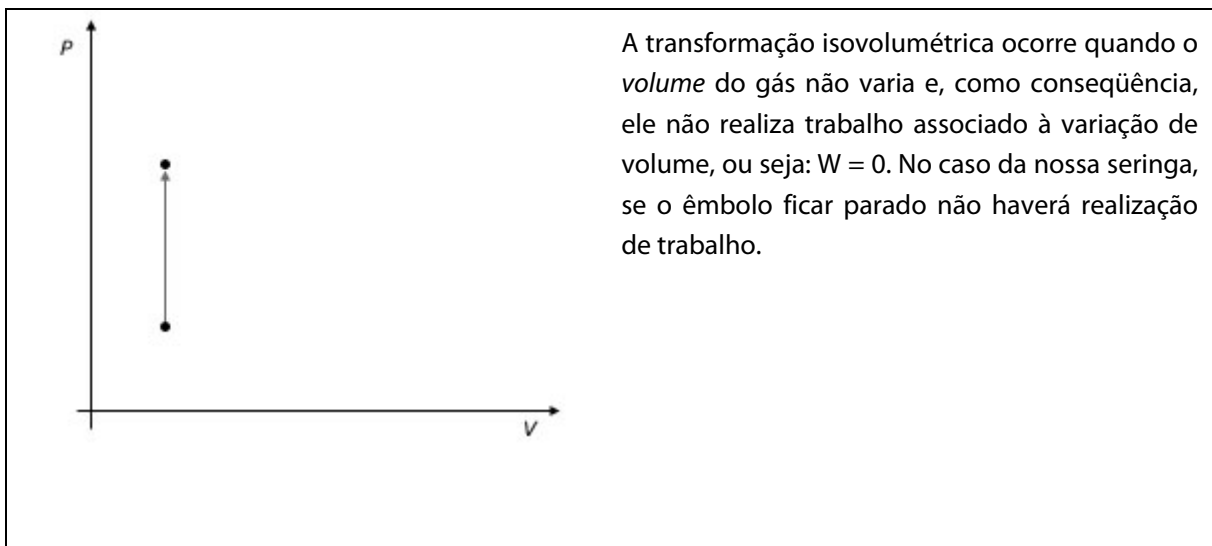 P
A transformação isovolumétrica ocorre quando o
volume do gás não varia e, como conseqüência,
ele não realiza trabalho associado à variação de
volume, ou seja: W = 0. No caso da nossa seringa,
se o êmbolo ficar parado não haverá realização
de trabalho.
V